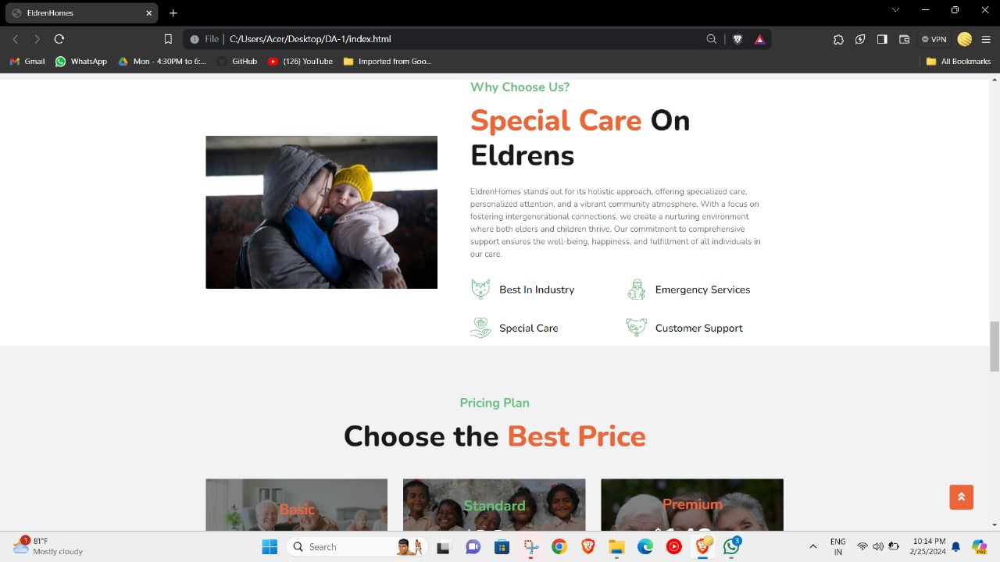 EldrenHomes
File
C:/Users/Acer/Desktop/DA-1/index.html
VPN
Gmail
WhatsApp
Mon - 4:30PM to 6:...
GitHub
(126) YouTube
Imported from Goo...
All Bookmarks
Why Choose Us?
Special Care On
Eldrens
EldrenHomes stands out for its holistic approach, offering specialized care,
personalized attention, and a vibrant community atmosphere. With a focus on
fostering intergenerational connections, we create a nurturing environment
where both elders and children thrive. Our commitment to comprehensive
support ensures the well-being, happiness, and fulfillment of all individuals in
our care.
Best In Industry
Emergency Services
Special Care
Customer Support
Pricing Plan
Choose the Best Price
Basic
Standard
Premium
1
81°F
Mostly cloudy
Search
3
ENG
IN
10:14 PM
2/25/2024
PRE